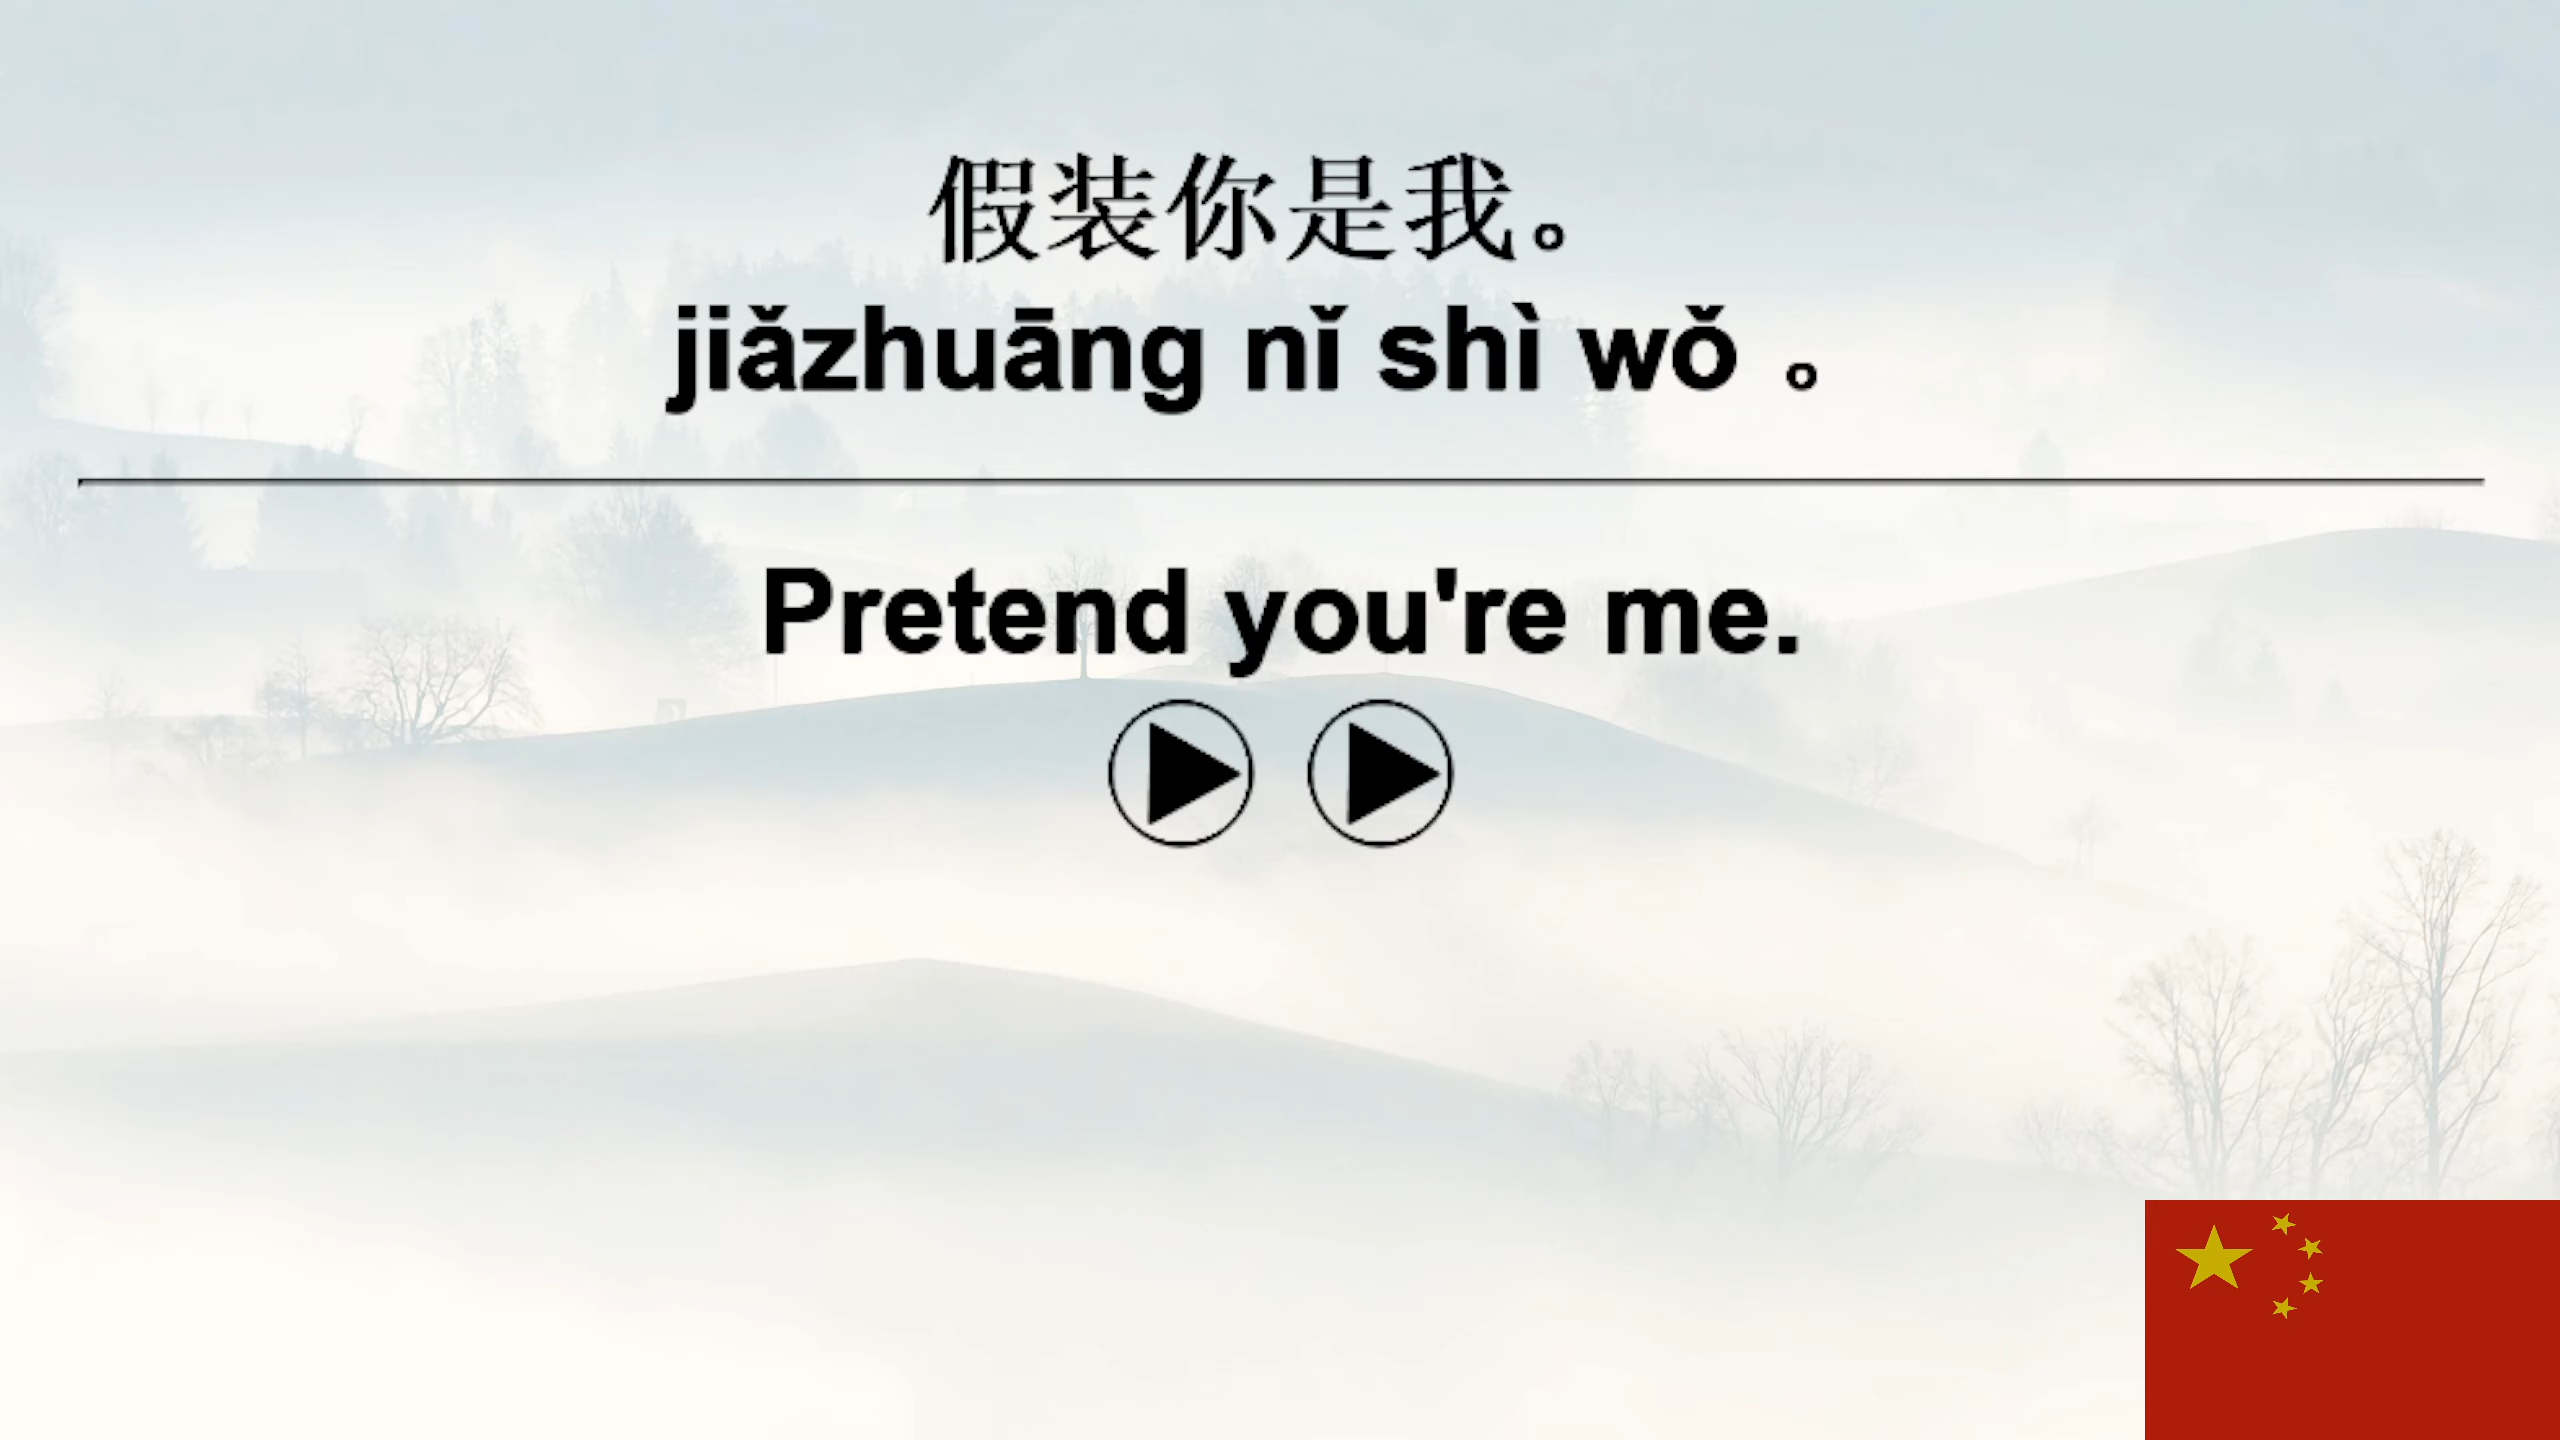 假装你是我。
jiǎzhuāng nǐ shì wǒ 。
Pretend you're me.